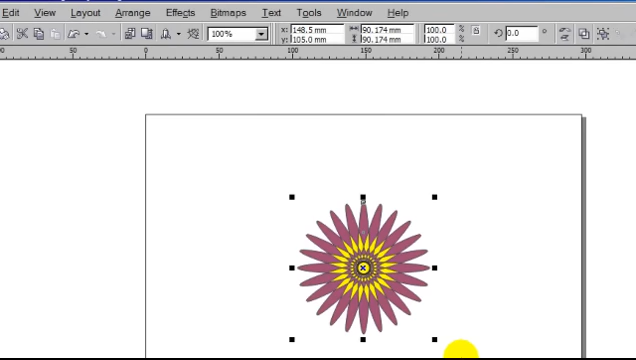 Edit View Layout Arrange Effects Bitmaps Text Tools Window Help
100% x: 148.5 mm 90.174 mm 100.0 % 0.0 °
y: 105.0 mm 90.174 mm 100.0 %
0 50 100 150 200 250 300